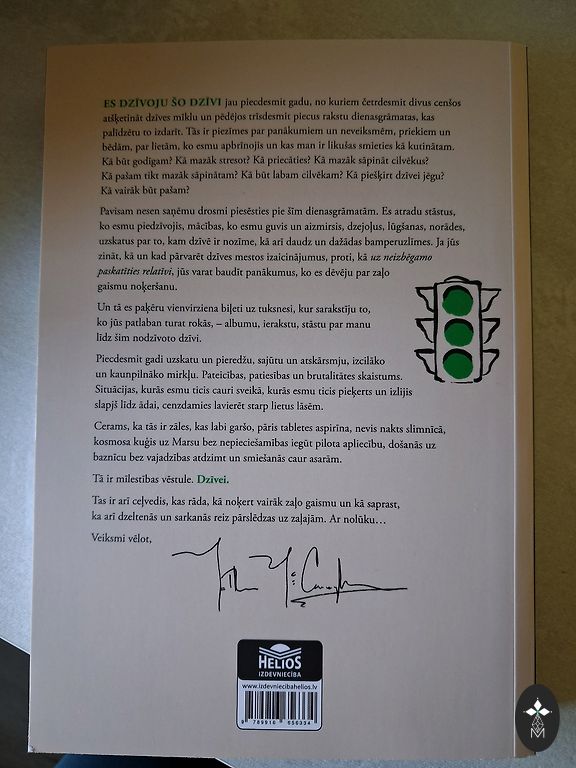 ES DZĪVOJU ŠO DZĪVI jau piecdesmit gadu, no kuriem četrdesmit divus cenšos
atšķetināt dzīves mīklu un pēdējos trīsdesmit piecus rakstu dienasgrāmatas, kas
palīdzētu to izdarīt. Tās ir piezīmes par panākumiem un neveiksmēm, priekiem un
bēdām, par lietām, ko esmu apbrīnojis un kas man ir likušas smieties kā kutinātam.
Kā būt godīgam? Kā mazāk stresot? Kā priecāties? Kā mazāk sāpināt cilvēkus?
Kā pašam tikt mazāk sāpinātam? Kā būt labam cilvēkam? Kā piešķirt dzīvei jēgu?
Kā vairāk būt pašam?
Pavisam nesen saņēmu drosmi piesēsties pie šīm dienasgrāmatām. Es atradu stāstus,
ko esmu piedzīvojis, mācības, ko esmu guvis un aizmirsis, dzejoļus, lūgšanas, norādes,
uzskatus par to, kam dzīvē ir nozīme, kā arī daudz un dažādas bamperuzlīmes. Ja jūs
zināt, kā un kad pārvarēt dzīves mestos izaicinājumus, proti, kā uz neizbēgamo
paskatīties relatīvi, jūs varat baudīt panākumus, ko es dēvēju par zaļo
gaismu noķeršanu.
Un tā es paķēru vienvirziena biļeti uz tuksnesi, kur sarakstīju to,
ko jūs patlaban turat rokās, – albumu, ierakstu, stāstu par manu
līdz šim nodzīvoto dzīvi.
Piecdesmit gadi uzskatu un pieredžu, sajūtu un atskārsmju, izcilāko
un kaunpilnāko mirkļu. Pateicības, patiesības un brutalitātes skaistums.
Situācijas, kurās esmu ticis cauri sveikā, kurās esmu pieķerts un izlijis
slapjš līdz ādai, cenzdamies lavierēt starp lietus lāsēm.
Cerams, ka tās ir zāles, kas labi garšo, pāris tabletes aspirīna, nevis nakts slimnīcā,
kosmosa kuģis uz Marsu bez nepieciešamības iegūt pilota apliecību, došanās uz
baznīcu bez vajadzības atdzimt un smiešanās caur asarām.
Tā ir mīlestības vēstule. Dzīvei.
Tas ir arī ceļvedis, kas rāda, kā noķert vairāk zaļo gaismu un kā saprast,
ka arī dzeltenās un sarkanās reiz pārslēdzas uz zaļajām. Ar nolūku...
Veiksmi vēlot,
HELIOS
IZDEVNIECĪBA
www.izdevniecibahelios.lv
9 789916 656334
M